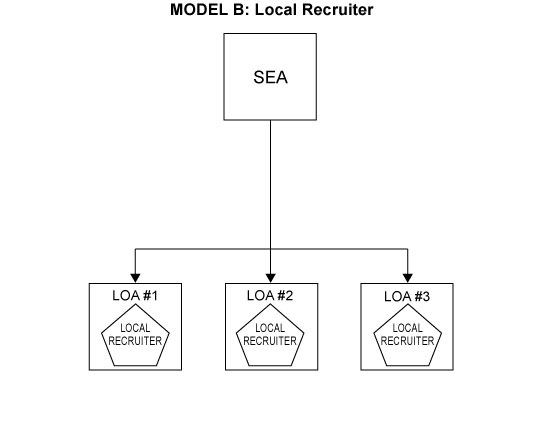 MODEL B: Local Recruiter
SEA
LOA #1
LOCAL
RECRUITER
LOA #2
LOCAL
RECRUITER
LOA #3
LOCAL
RECRUITER